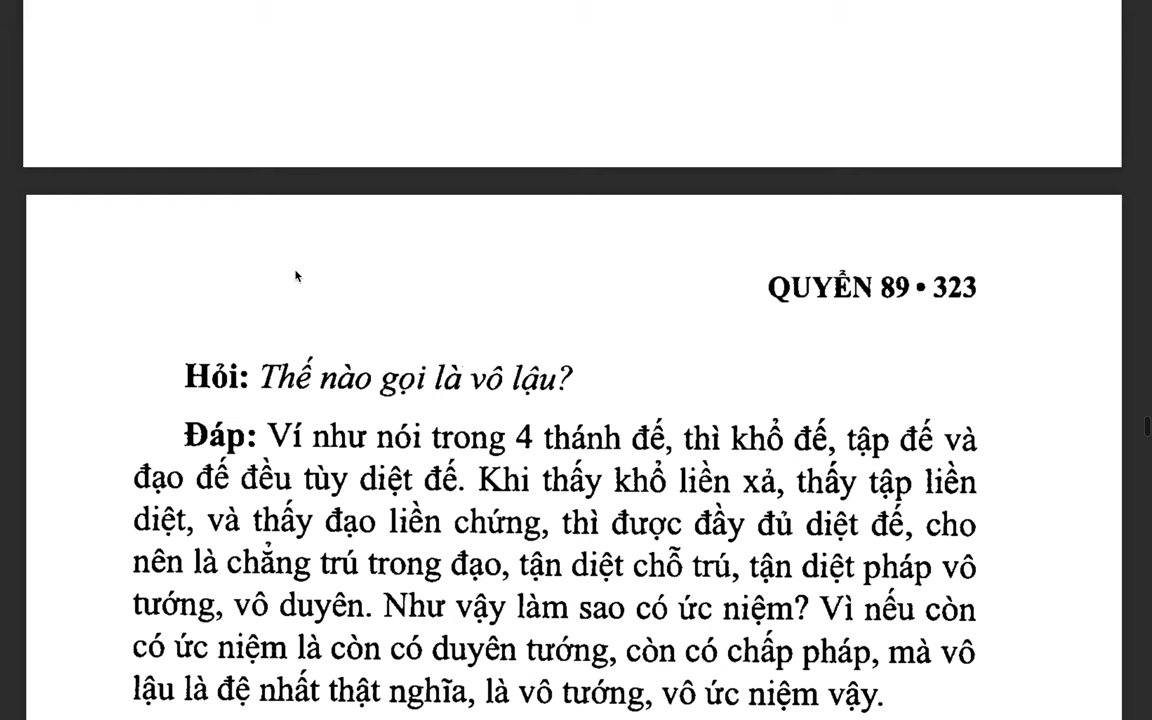 QUYỂN 89 • 323
Hỏi: Thế nào gọi là vô lậu?
Đáp: Ví như nói trong 4 thánh đế, thì khổ đế, tập đế và
đạo đế đều tùy diệt đế. Khi thấy khổ liền xả, thấy tập liền
diệt, và thấy đạo liền chứng, thì được đầy đủ diệt đế, cho
nên là chẳng trú trong đạo, tận diệt chỗ trú, tận diệt pháp vô
tướng, vô duyên. Như vậy làm sao có ức niệm? Vì nếu còn
có ức niệm là còn có duyên tướng, còn có chấp pháp, mà vô
lậu là đệ nhất thật nghĩa, là vô tướng, vô ức niệm vậy.